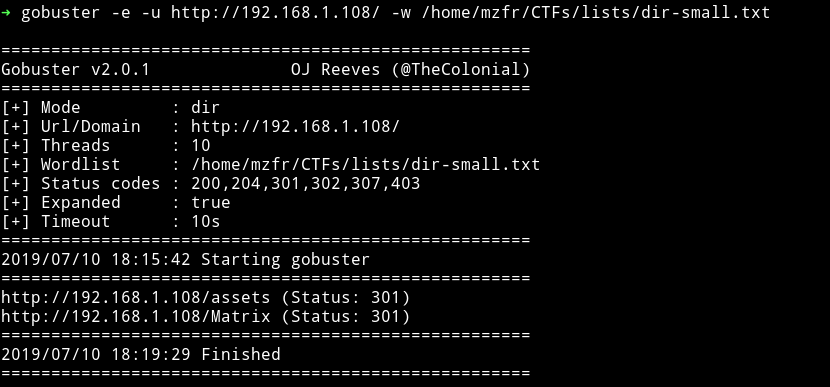 → gobuster -e -u http://192.168.1.108/ -w /home/mzfr/CTFs/lists/dir-small.txt
=====================================================
Gobuster v2.0.1              OJ Reeves (@TheColonial)
=====================================================
[+] Mode         : dir
[+] Url/Domain   : http://192.168.1.108/
[+] Threads      : 10
[+] Wordlist     : /home/mzfr/CTFs/lists/dir-small.txt
[+] Status codes : 200,204,301,302,307,403
[+] Expanded     : true
[+] Timeout      : 10s
=====================================================
2019/07/10 18:15:42 Starting gobuster
=====================================================
http://192.168.1.108/assets (Status: 301)
http://192.168.1.108/Matrix (Status: 301)
=====================================================
2019/07/10 18:19:29 Finished
=====================================================